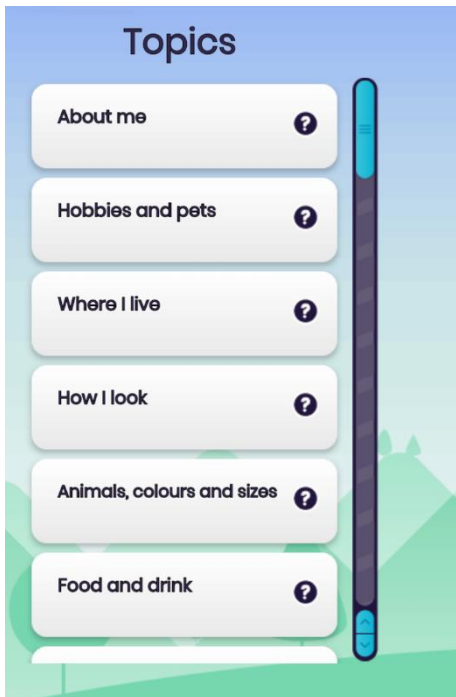 Topics
About me
?
Hobbies and pets
?
Where I live
?
How I look
?
Animals, colours and sizes
?
Food and drink
?